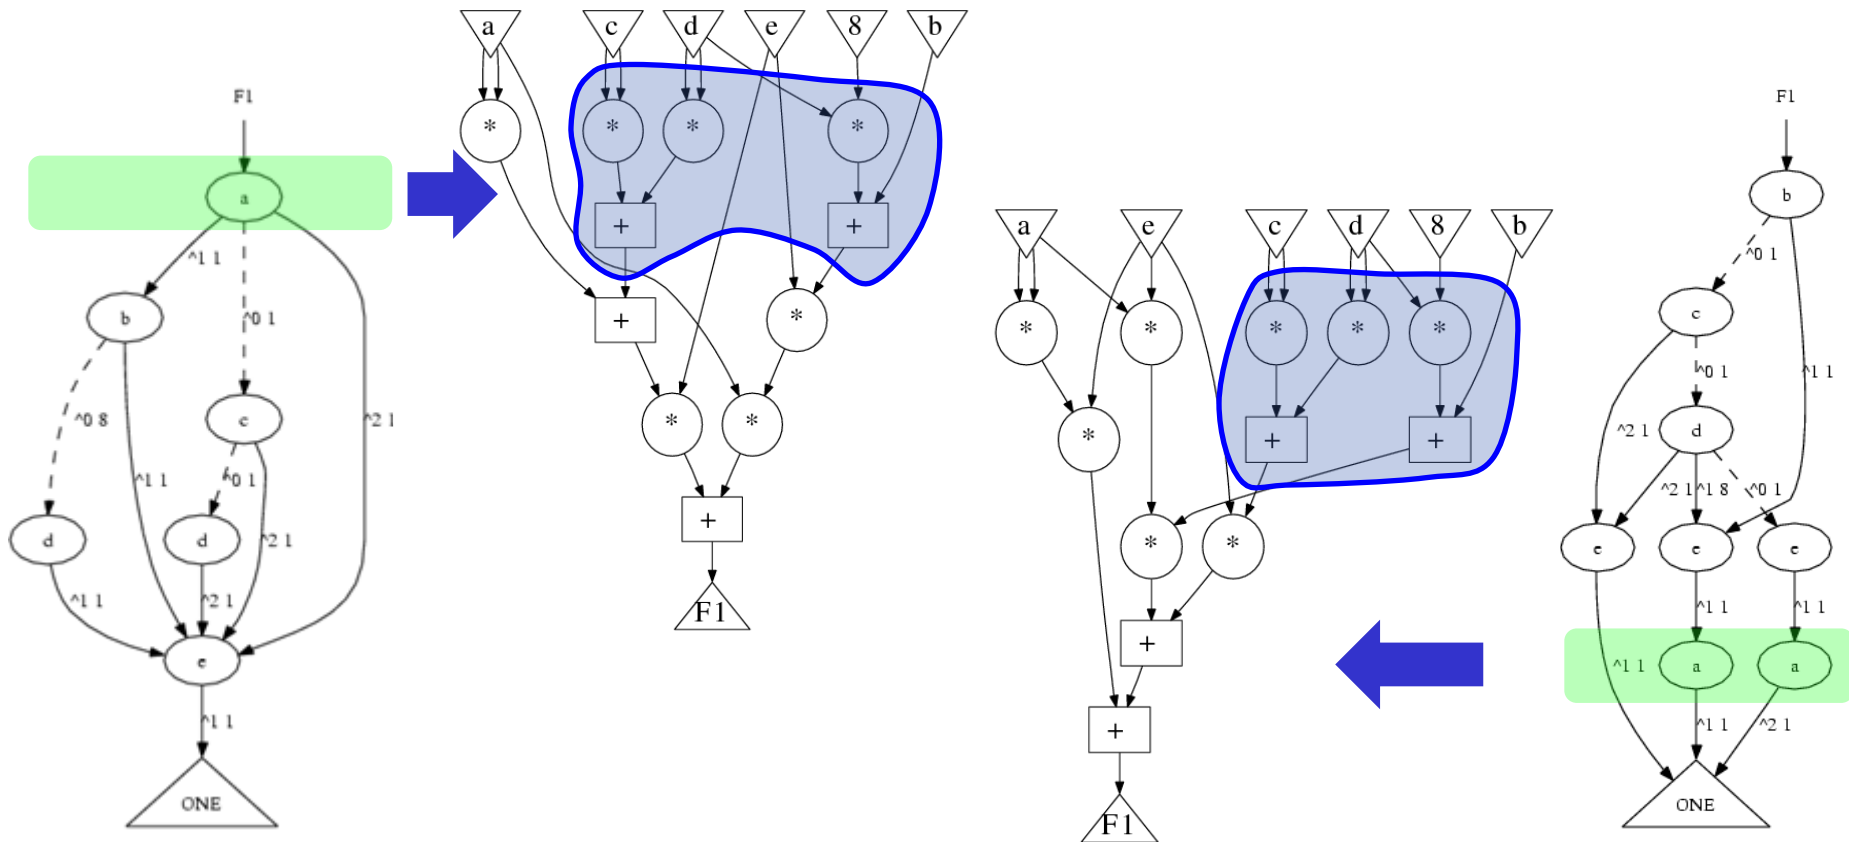 F1
a
^1 1
b
^0 1
^2 1
^0 8
c
^1 1
^0 1
d
d
^2 1
^1 1
^2 1
e
^1 1
ONE
a c d e 8 b
* * * *
+ +
+ *
* *
+
F1
a e c d 8 b
* * * * *
* + +
* *
+
+
F1
F1
b
^0 1
c
^0 1
^1 1
^2 1
d
^2 1
^1 8
^0 1
e e e
^1 1
^1 1
^1 1
a a
^1 1
^2 1
ONE